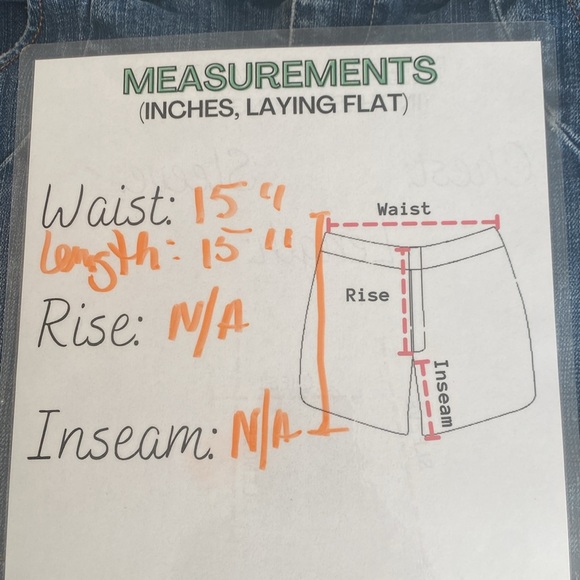 MEASUREMENTS
(INCHES, LAYING FLAT)
Waist: 15"
Length: 15"
Rise: N/A
Inseam: N/A
Waist
Rise
Inseam